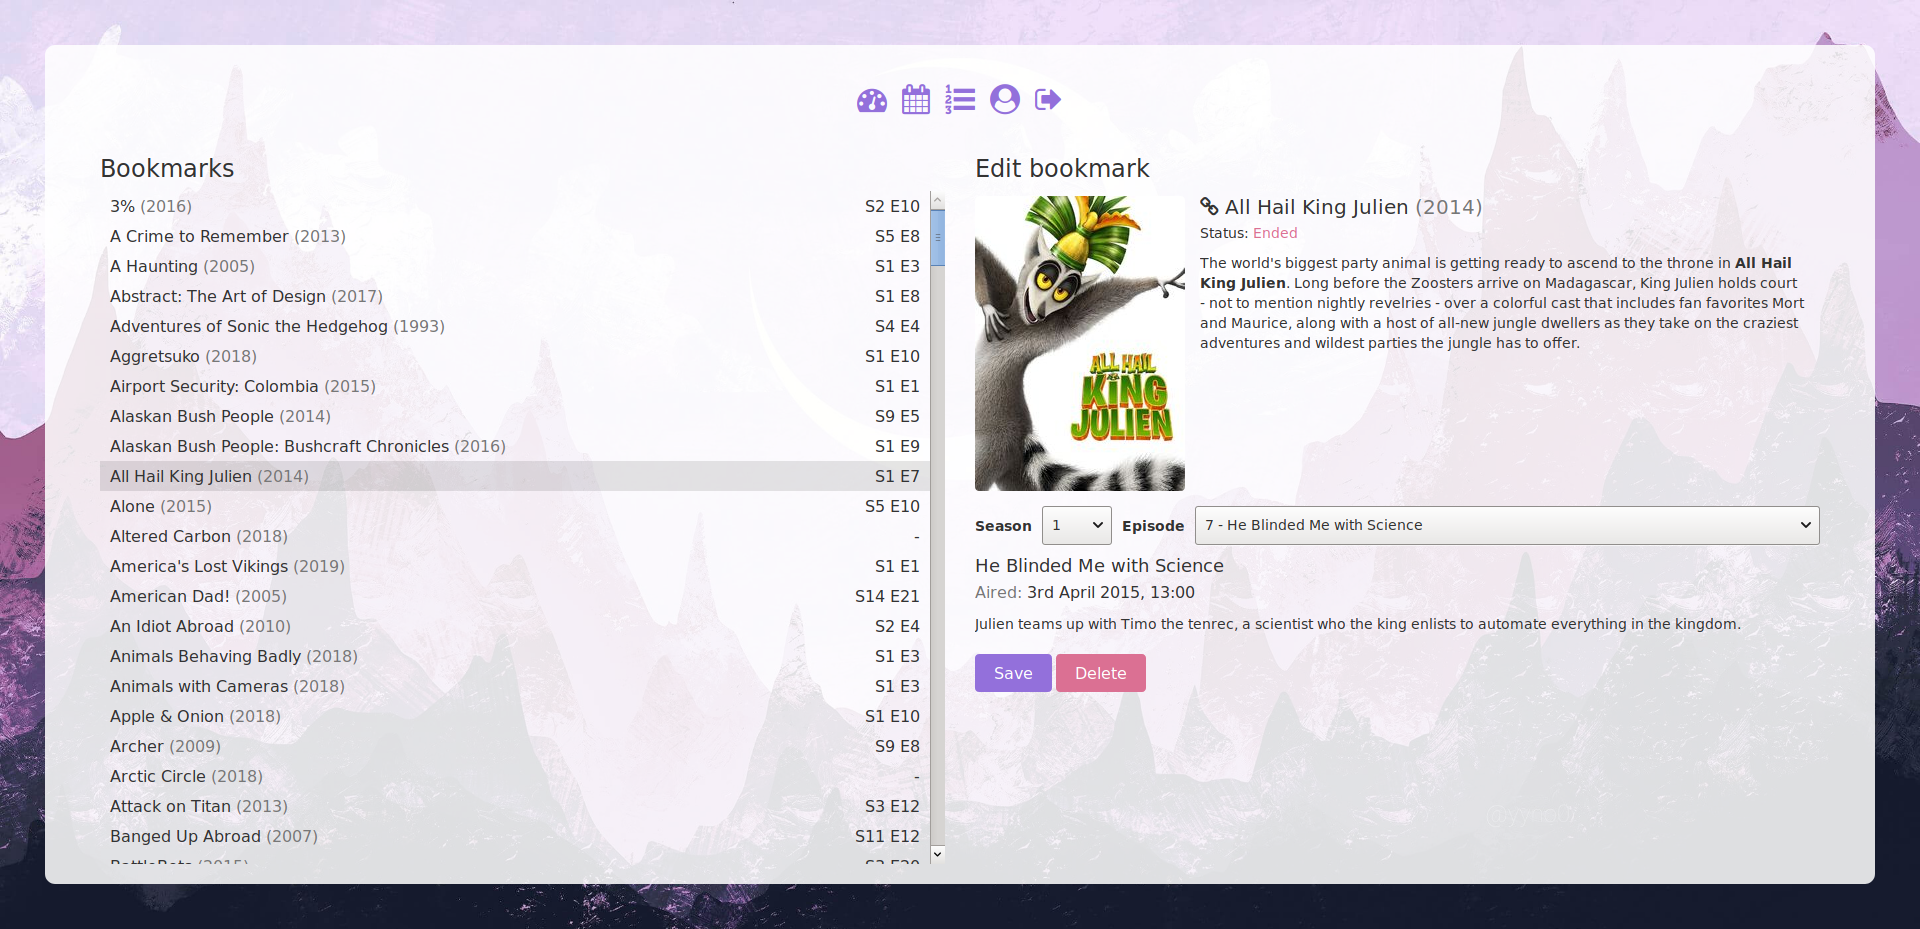 Bookmarks
3% (2016) S2 E10
A Crime to Remember (2013) S5 E8
A Haunting (2005) S1 E3
Abstract: The Art of Design (2017) S1 E8
Adventures of Sonic the Hedgehog (1993) S4 E4
Aggretsuko (2018) S1 E10
Airport Security: Colombia (2015) S1 E1
Alaskan Bush People (2014) S9 E5
Alaskan Bush People: Bushcraft Chronicles (2016) S1 E9
All Hail King Julien (2014) S1 E7
Alone (2015) S5 E10
Altered Carbon (2018) -
America's Lost Vikings (2019) S1 E1
American Dad! (2005) S14 E21
An Idiot Abroad (2010) S2 E4
Animals Behaving Badly (2018) S1 E3
Animals with Cameras (2018) S1 E3
Apple & Onion (2018) S1 E10
Archer (2009) S9 E8
Arctic Circle (2018) -
Attack on Titan (2013) S3 E12
Banged Up Abroad (2007) S11 E12
Edit bookmark
ALL HAIL
KING
JULIEN
All Hail King Julien (2014)
Status: Ended
The world's biggest party animal is getting ready to ascend to the throne in All Hail
King Julien. Long before the Zoosters arrive on Madagascar, King Julien holds court
- not to mention nightly revelries - over a colorful cast that includes fan favorites Mort
and Maurice, along with a host of all-new jungle dwellers as they take on the craziest
adventures and wildest parties the jungle has to offer.
Season 1 Episode 7 - He Blinded Me with Science
He Blinded Me with Science
Aired: 3rd April 2015, 13:00
Julien teams up with Timo the tenrec, a scientist who the king enlists to automate everything in the kingdom.
Save Delete